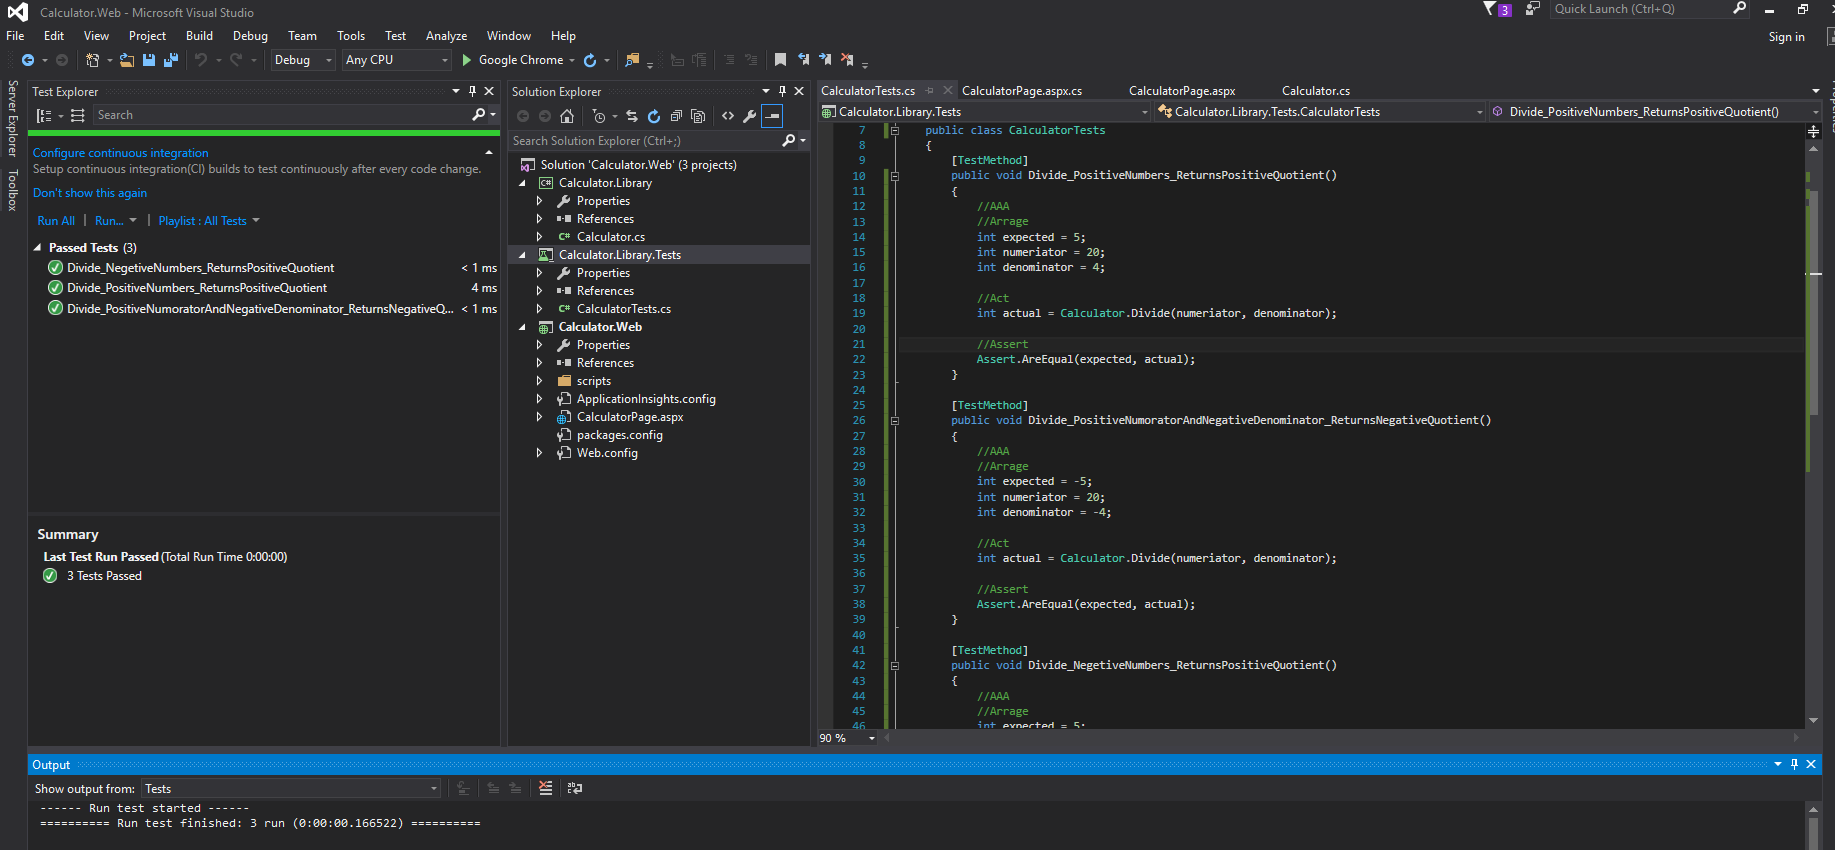 Calculator.Web - Microsoft Visual Studio
3
Quick Launch (Ctrl+Q)
File Edit View Project Build Debug Team Tools Test Analyze Window Help
Sign in
Debug Any CPU Google Chrome
Server Explorer
Toolbox
Test Explorer
Search
Configure continuous integration
Setup continuous integration(CI) builds to test continuously after every code change.
Don't show this again
Run All | Run... | Playlist : All Tests
Passed Tests (3)
Divide_NegetiveNumbers_ReturnsPositiveQuotient < 1 ms
Divide_PositiveNumbers_ReturnsPositiveQuotient 4 ms
Divide_PositiveNumoratorAndNegativeDenominator_ReturnsNegativeQ... < 1 ms
Summary
Last Test Run Passed (Total Run Time 0:00:00)
3 Tests Passed
Solution Explorer
Search Solution Explorer (Ctrl+;)
Solution 'Calculator.Web' (3 projects)
C# Calculator.Library
Properties
References
C# Calculator.cs
Calculator.Library.Tests
Properties
References
C# CalculatorTests.cs
Calculator.Web
Properties
References
scripts
ApplicationInsights.config
CalculatorPage.aspx
packages.config
Web.config
CalculatorTests.cs CalculatorPage.aspx.cs CalculatorPage.aspx Calculator.cs
Calculator.Library.Tests Calculator.Library.Tests.CalculatorTests Divide_PositiveNumbers_ReturnsPositiveQuotient()
7 public class CalculatorTests
8 {
9 [TestMethod]
10 public void Divide_PositiveNumbers_ReturnsPositiveQuotient()
11 {
12 //AAA
13 //Arrage
14 int expected = 5;
15 int numeriator = 20;
16 int denominator = 4;
17
18 //Act
19 int actual = Calculator.Divide(numeriator, denominator);
20
21 //Assert
22 Assert.AreEqual(expected, actual);
23 }
24
25 [TestMethod]
26 public void Divide_PositiveNumoratorAndNegativeDenominator_ReturnsNegativeQuotient()
27 {
28 //AAA
29 //Arrage
30 int expected = -5;
31 int numeriator = 20;
32 int denominator = -4;
33
34 //Act
35 int actual = Calculator.Divide(numeriator, denominator);
36
37 //Assert
38 Assert.AreEqual(expected, actual);
39 }
40
41 [TestMethod]
42 public void Divide_NegetiveNumbers_ReturnsPositiveQuotient()
43 {
44 //AAA
45 //Arrage
46 int expected = 5;
90 %
Output
Show output from: Tests
------ Run test started ------
========== Run test finished: 3 run (0:00:00.166522) ==========